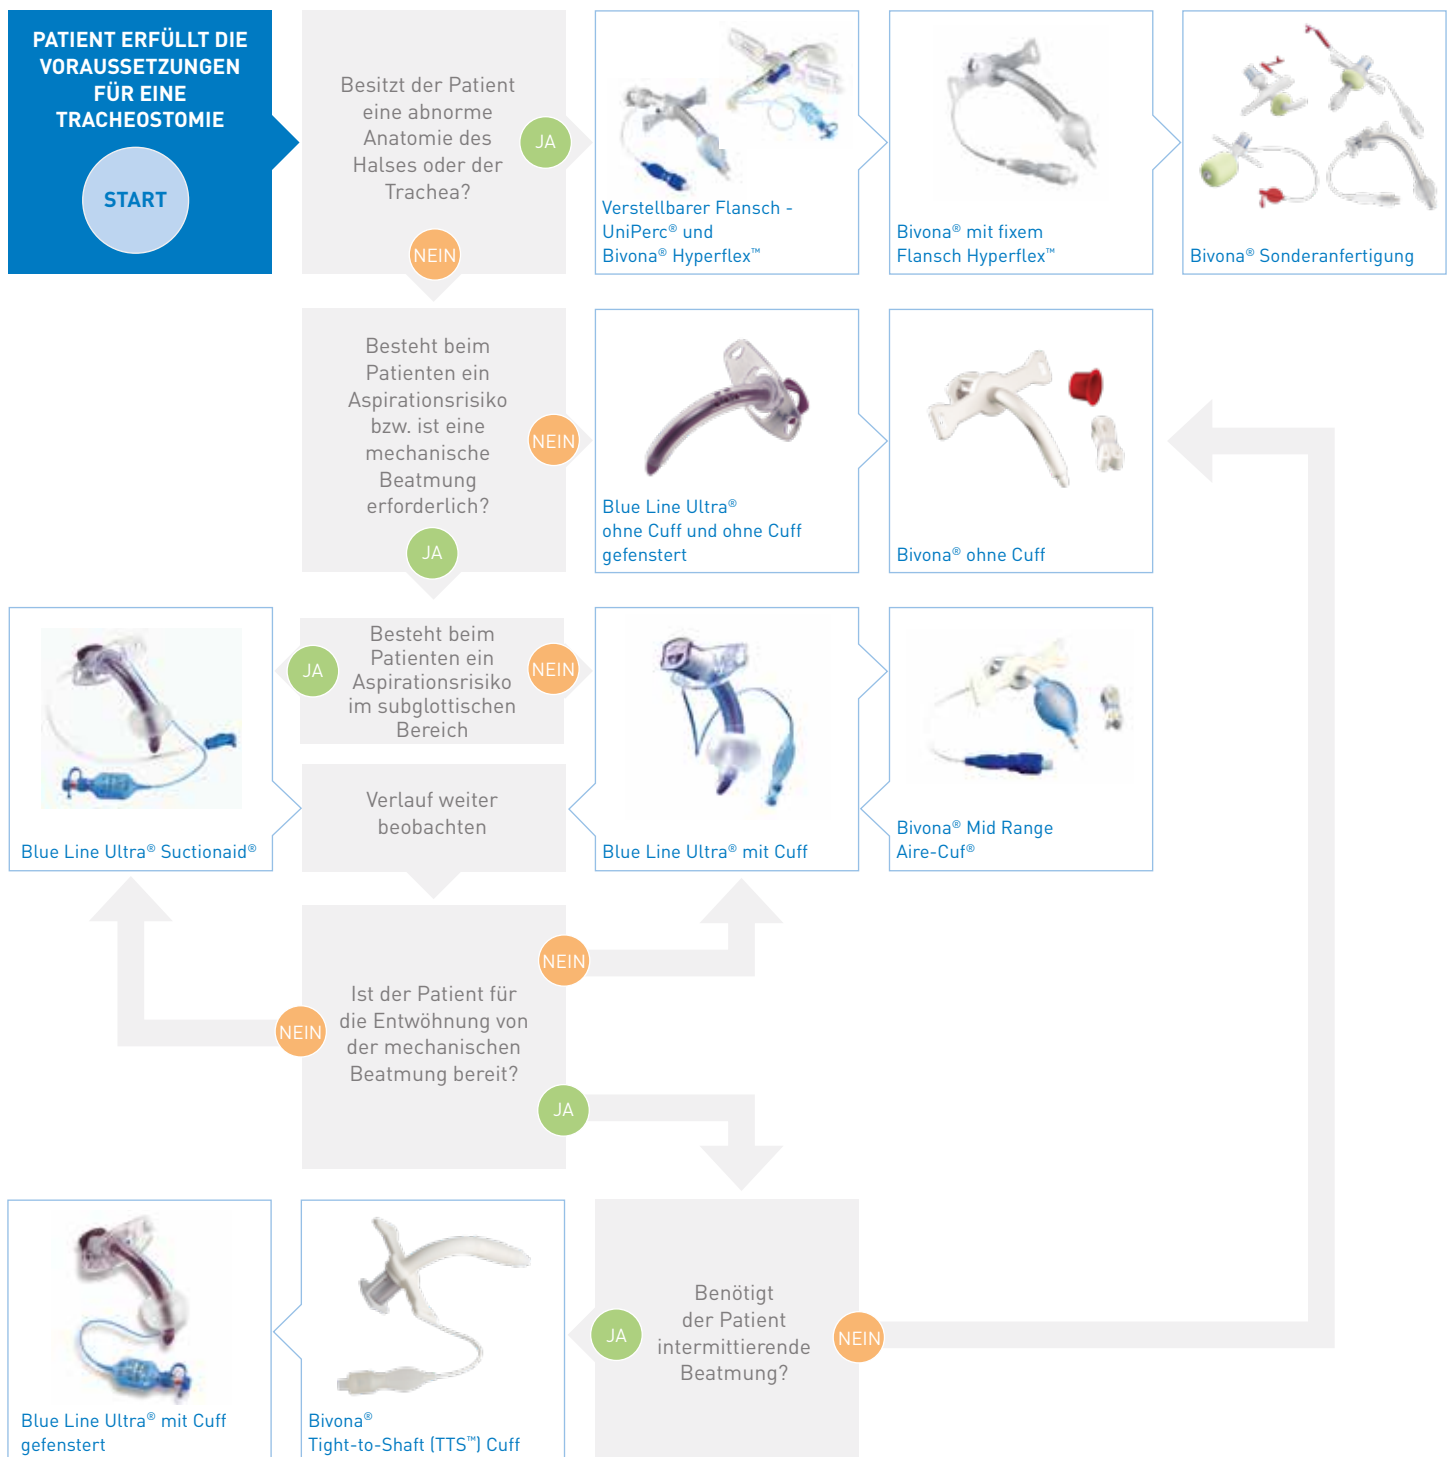 PATIENT ERFÜLLT DIE
VORAUSSETZUNGEN
FÜR EINE
TRACHEOSTOMIE
START
Besitzt der Patient
eine abnorme
Anatomie des
Halses oder der
Trachea?
JA
NEIN
Verstellbarer Flansch -
UniPerc® und
Bivona® Hyperflex™
Bivona® mit fixem
Flansch Hyperflex™
Bivona® Sonderanfertigung
Besteht beim
Patienten ein
Aspirationsrisiko
bzw. ist eine
mechanische
Beatmung
erforderlich?
NEIN
JA
Blue Line Ultra®
ohne Cuff und ohne Cuff
gefenstert
Bivona® ohne Cuff
Besteht beim
Patienten ein
Aspirationsrisiko
im subglottischen
Bereich
JA
NEIN
Blue Line Ultra® Suctionaid®
Verlauf weiter
beobachten
Blue Line Ultra® mit Cuff
Bivona® Mid Range
Aire-Cuf®
Ist der Patient für
die Entwöhnung von
der mechanischen
Beatmung bereit?
NEIN
NEIN
JA
Blue Line Ultra® mit Cuff
gefenstert
Bivona®
Tight-to-Shaft (TTS™) Cuff
JA
Benötigt
der Patient
intermittierende
Beatmung?
NEIN